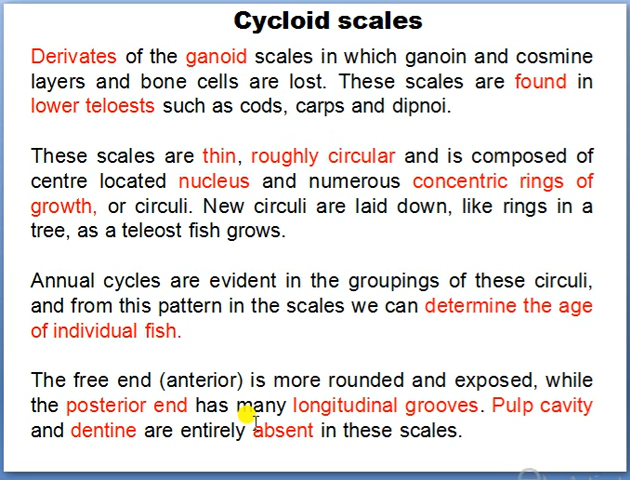 Cycloid scales
Derivates of the ganoid scales in which ganoin and cosmine
layers and bone cells are lost. These scales are found in
lower teloests such as cods, carps and dipnoi.
These scales are thin, roughly circular and is composed of
centre located nucleus and numerous concentric rings of
growth, or circuli. New circuli are laid down, like rings in a
tree, as a teleost fish grows.
Annual cycles are evident in the groupings of these circuli,
and from this pattern in the scales we can determine the age
of individual fish.
The free end (anterior) is more rounded and exposed, while
the posterior end has many longitudinal grooves. Pulp cavity
and dentine are entirely absent in these scales.